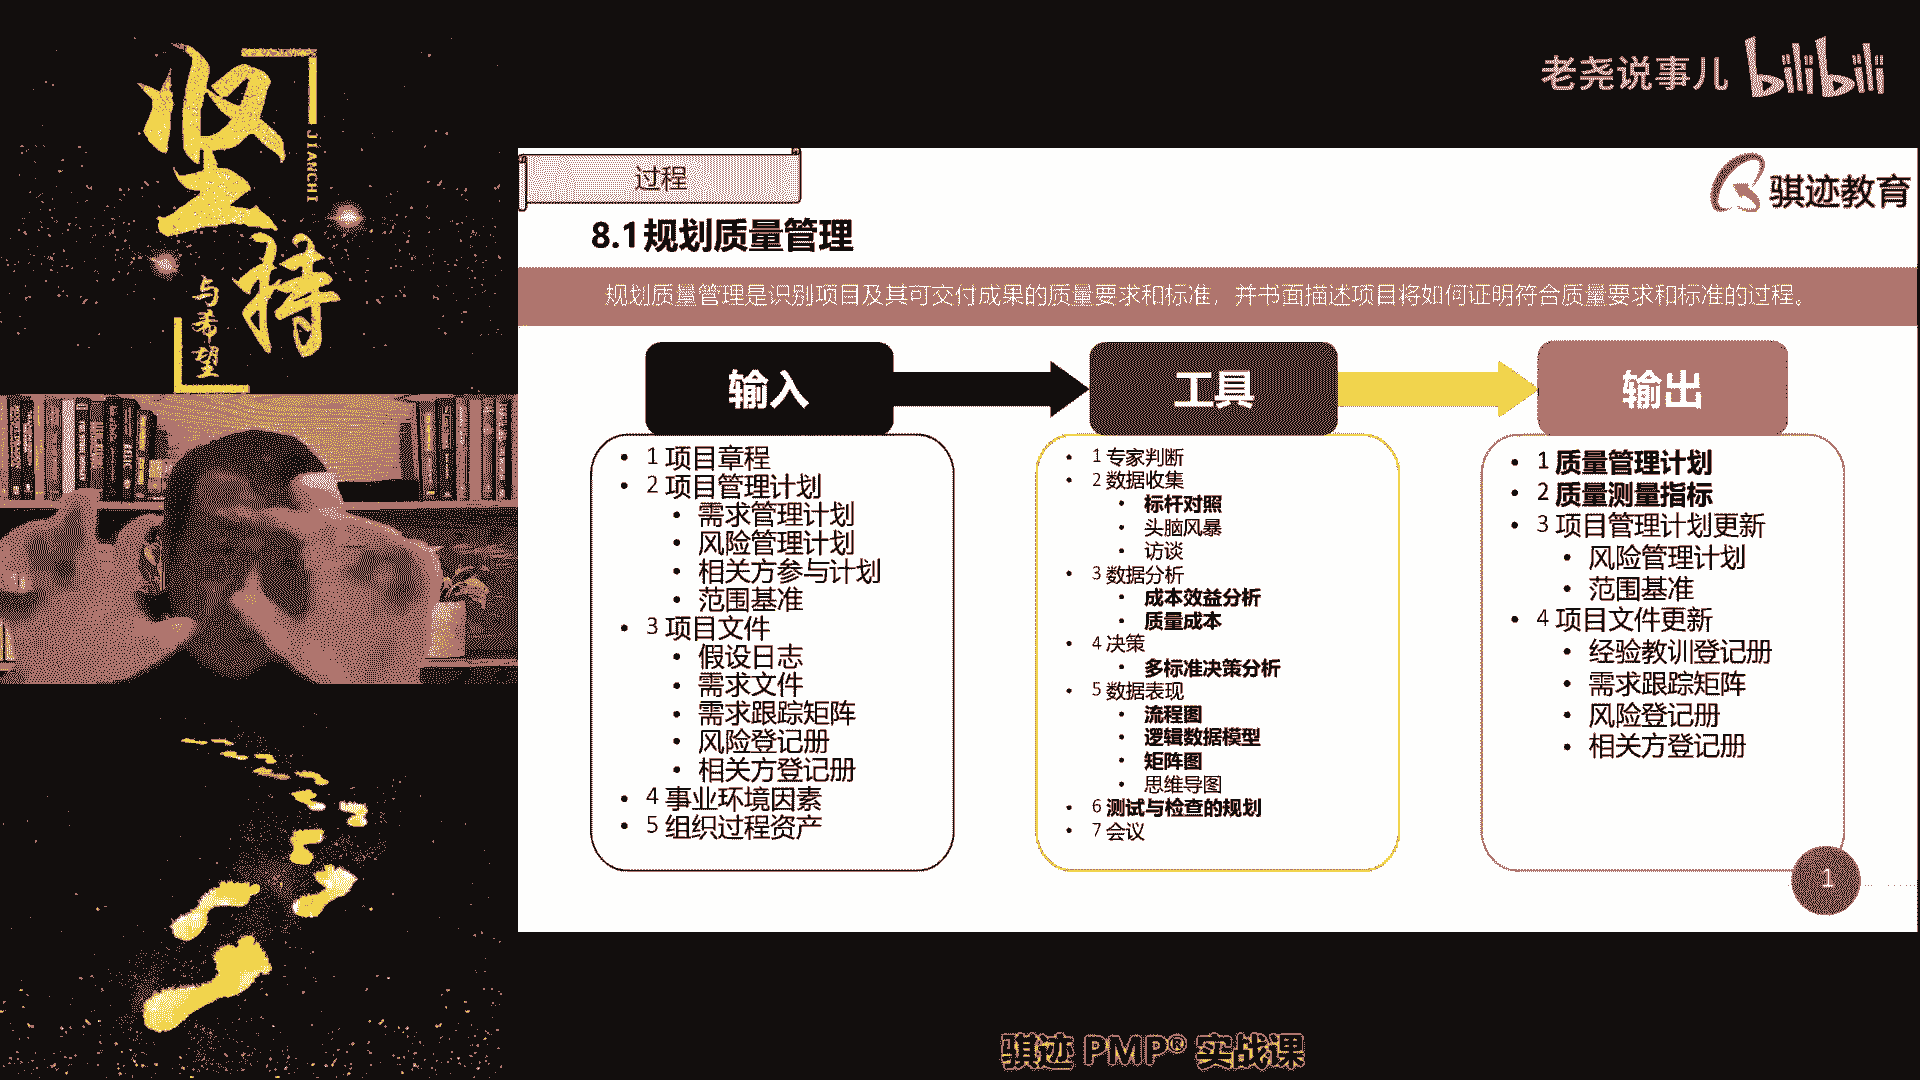 坚持
JIANCHI
与希望
老尧说事儿 bilibili
过程
骐迹教育
8.1规划质量管理
规划质量管理是识别项目及其可交付成果的质量要求和标准，并书面描述项目将如何证明符合质量要求和标准的过程。
输入
• 1 项目章程
• 2 项目管理计划
• 需求管理计划
• 风险管理计划
• 相关方参与计划
• 范围基准
• 3 项目文件
• 假设日志
• 需求文件
• 需求跟踪矩阵
• 风险登记册
• 相关方登记册
• 4 事业环境因素
• 5 组织过程资产
工具
• 1 专家判断
• 2 数据收集
• 标杆对照
• 头脑风暴
• 访谈
• 3 数据分析
• 成本效益分析
• 质量成本
• 4 决策
• 多标准决策分析
• 5 数据表现
• 流程图
• 逻辑数据模型
• 矩阵图
• 思维导图
• 6 测试与检查的规划
• 7 会议
输出
• 1 质量管理计划
• 2 质量测量指标
• 3 项目管理计划更新
• 风险管理计划
• 范围基准
• 4 项目文件更新
• 经验教训登记册
• 需求跟踪矩阵
• 风险登记册
• 相关方登记册
1
骐迹 PMP® 实战课